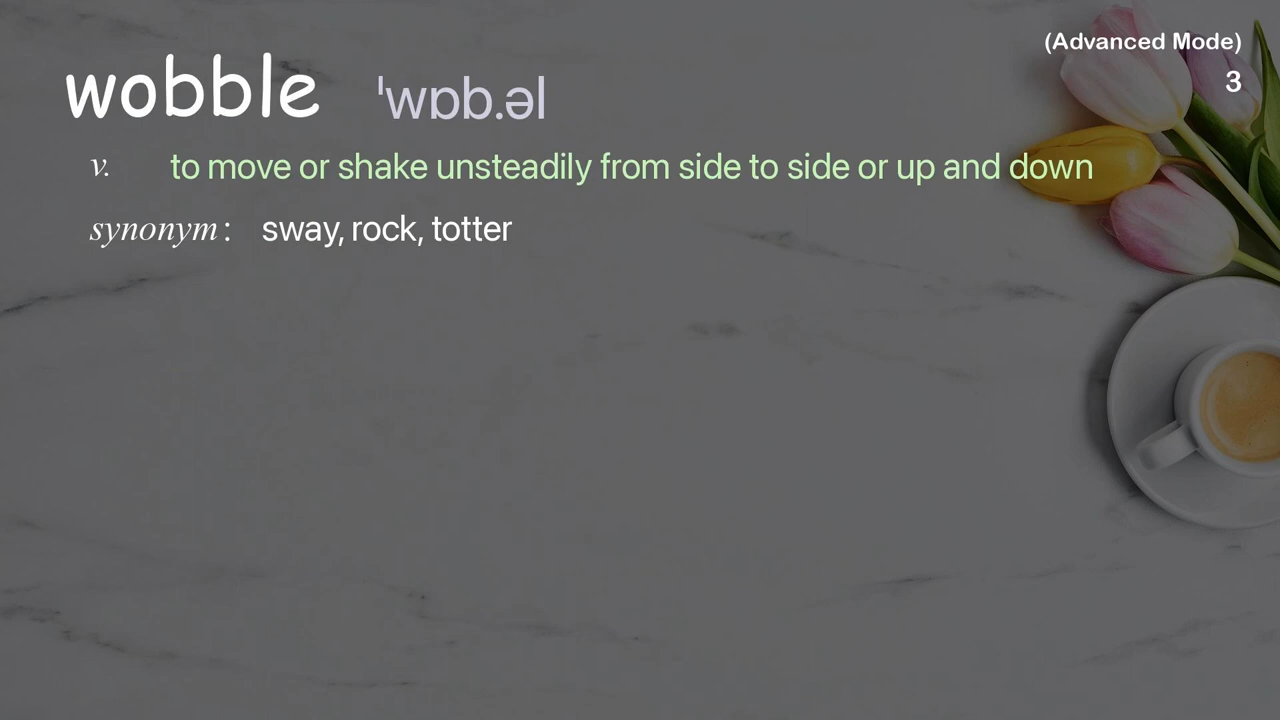 (Advanced Mode)
3
wobble ˈwɒb.əl
v. to move or shake unsteadily from side to side or up and down
synonym : sway, rock, totter